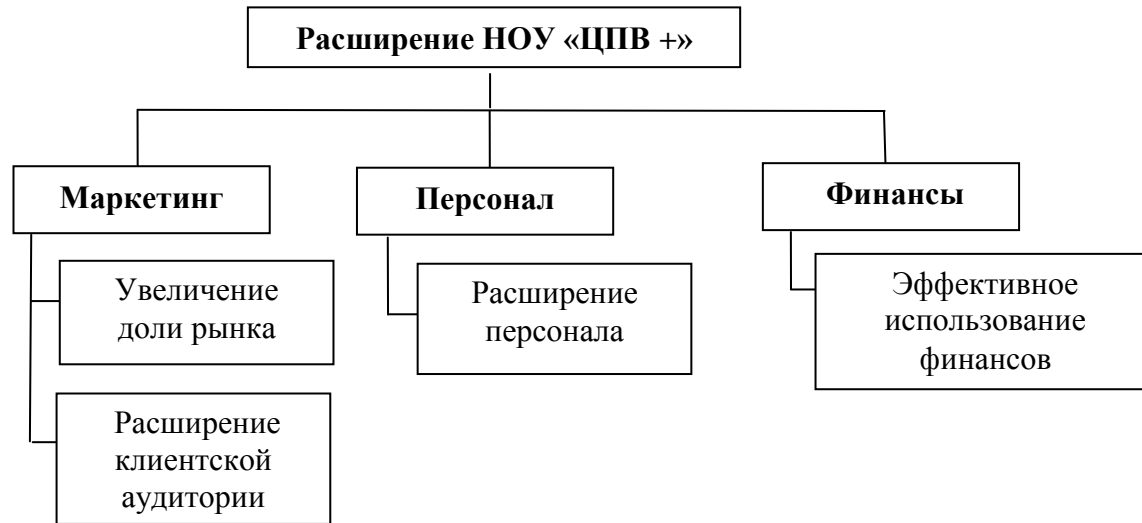 Расширение НОУ «ЦПВ +»
Маркетинг
Персонал
Финансы
Увеличение
доли рынка
Расширение
клиентской
аудитории
Расширение
персонала
Эффективное
использование
финансов